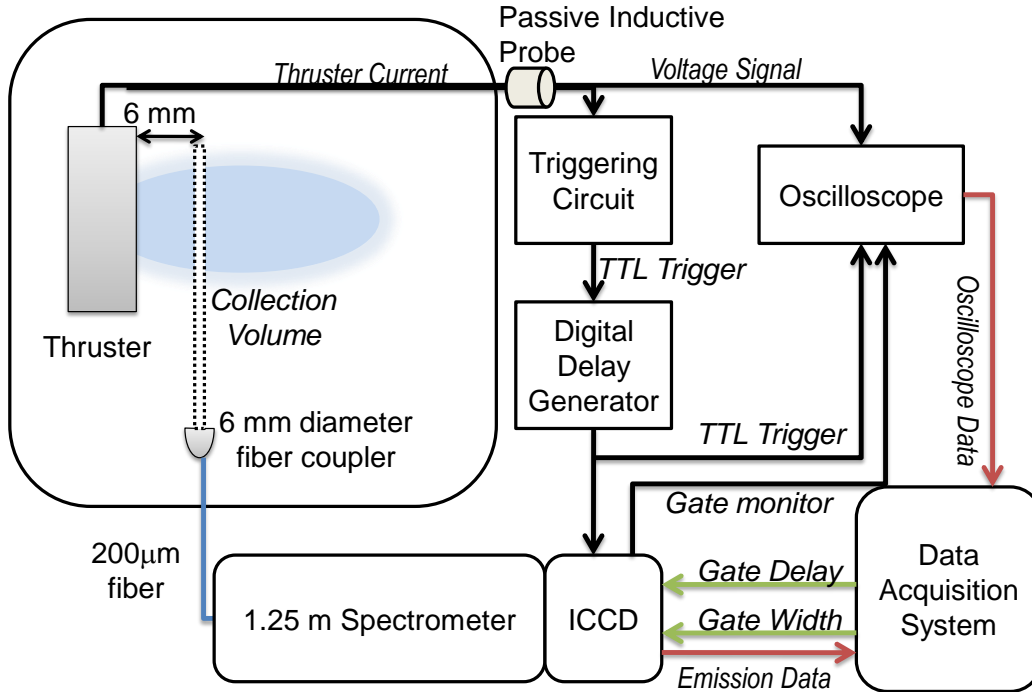 Passive Inductive
Probe
Thruster Current
Voltage Signal
6 mm
Triggering
Circuit
Oscilloscope
TTL Trigger
Collection
Volume
Thruster
Digital
Delay
Generator
Oscilloscope Data
6 mm diameter
fiber coupler
TTL Trigger
Gate monitor
200μm
fiber
1.25 m Spectrometer
ICCD
Gate Delay
Gate Width
Emission Data
Data
Acquisition
System